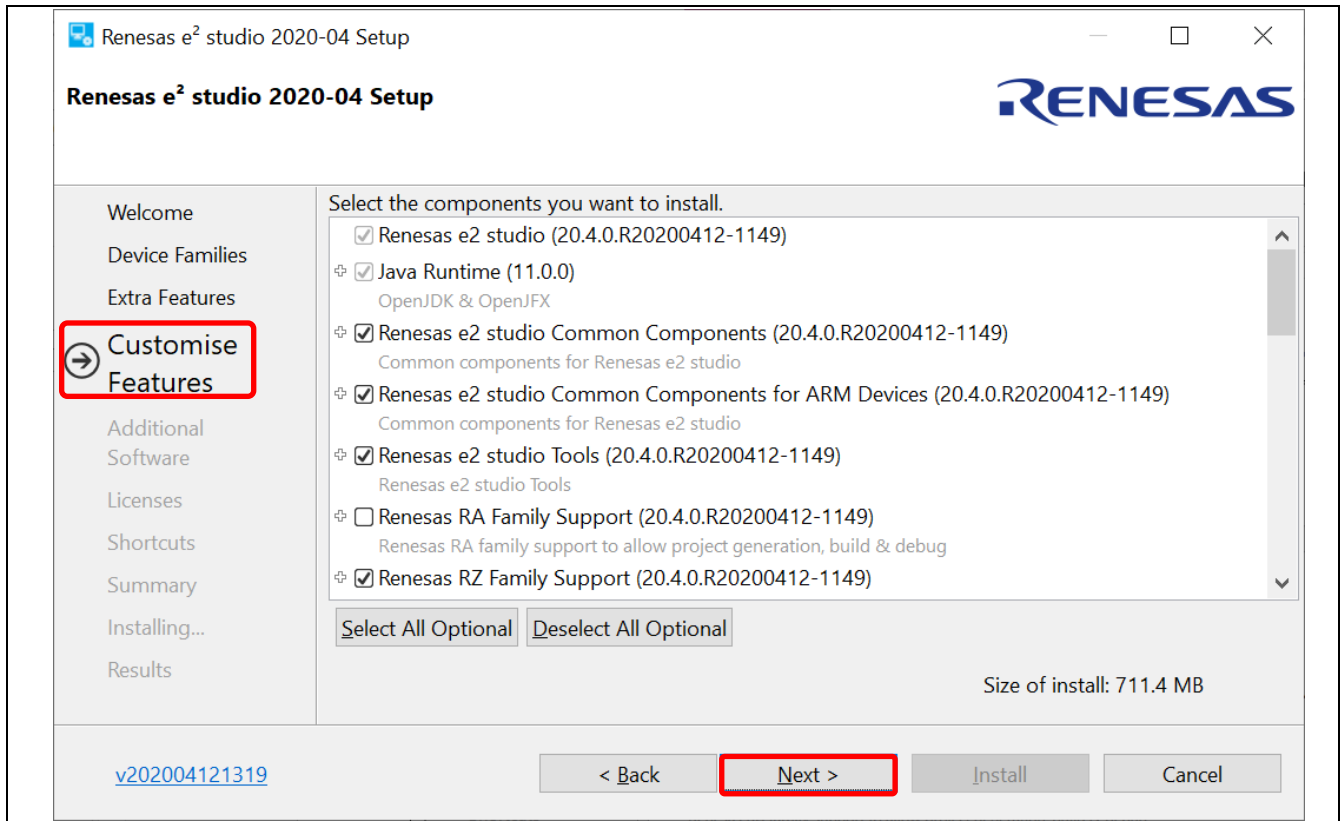 Renesas e² studio 2020-04 Setup
Renesas e² studio 2020-04 Setup
RENESAS
Welcome
Device Families
Extra Features
Customise
Features
Additional
Software
Licenses
Shortcuts
Summary
Installing...
Results
Select the components you want to install.
Renesas e2 studio (20.4.0.R20200412-1149)
Java Runtime (11.0.0)
OpenJDK & OpenJFX
Renesas e2 studio Common Components (20.4.0.R20200412-1149)
Common components for Renesas e2 studio
Renesas e2 studio Common Components for ARM Devices (20.4.0.R20200412-1149)
Common components for Renesas e2 studio
Renesas e2 studio Tools (20.4.0.R20200412-1149)
Renesas e2 studio Tools
Renesas RA Family Support (20.4.0.R20200412-1149)
Renesas RA family support to allow project generation, build & debug
Renesas RZ Family Support (20.4.0.R20200412-1149)
Select All Optional Deselect All Optional
Size of install: 711.4 MB
v202004121319
< Back Next > Install Cancel